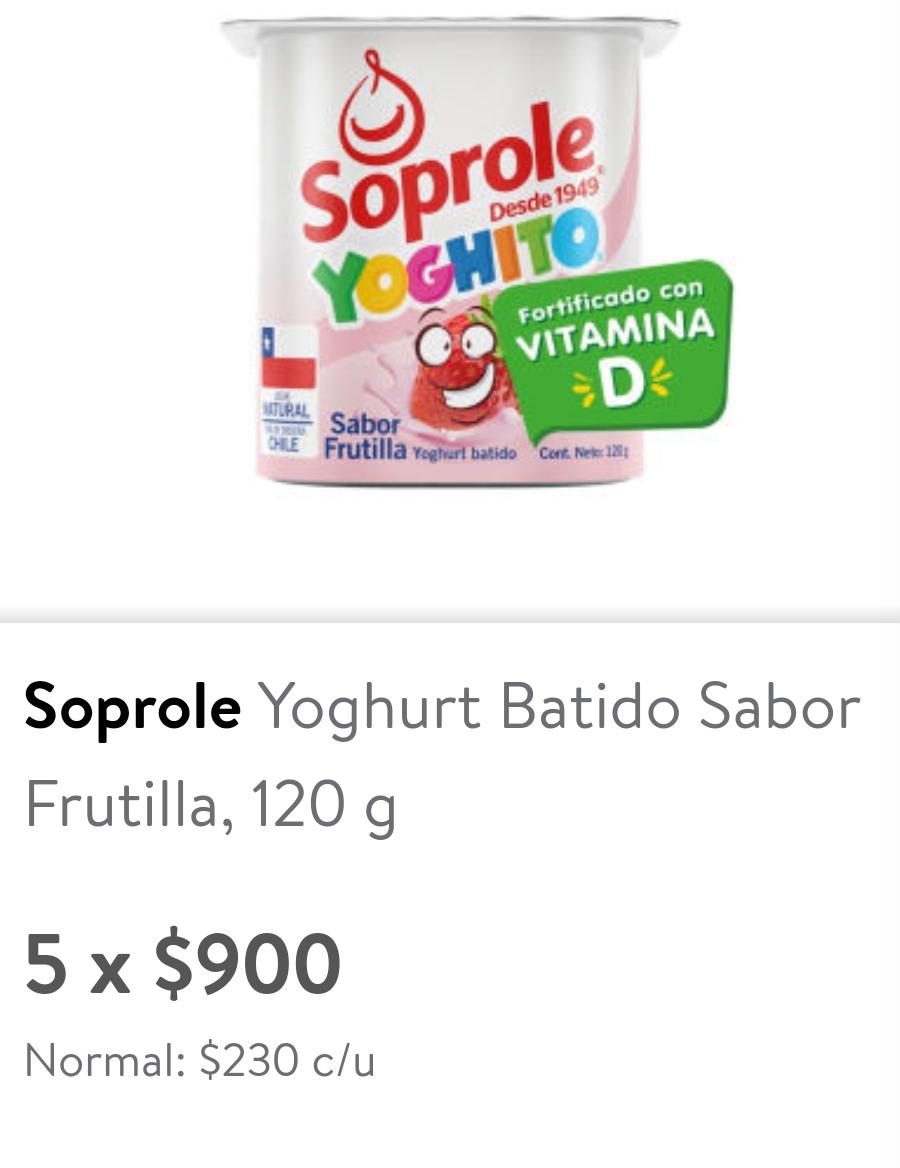 Soprole
Desde 1949
YOGHITO
Fortificado con
VITAMINA
D
NATURAL
CHILE
Sabor
Frutilla Yoghurt batido Cont. Neto: 120g
Soprole Yoghurt Batido Sabor
Frutilla, 120 g
5 x $900
Normal: $230 c/u